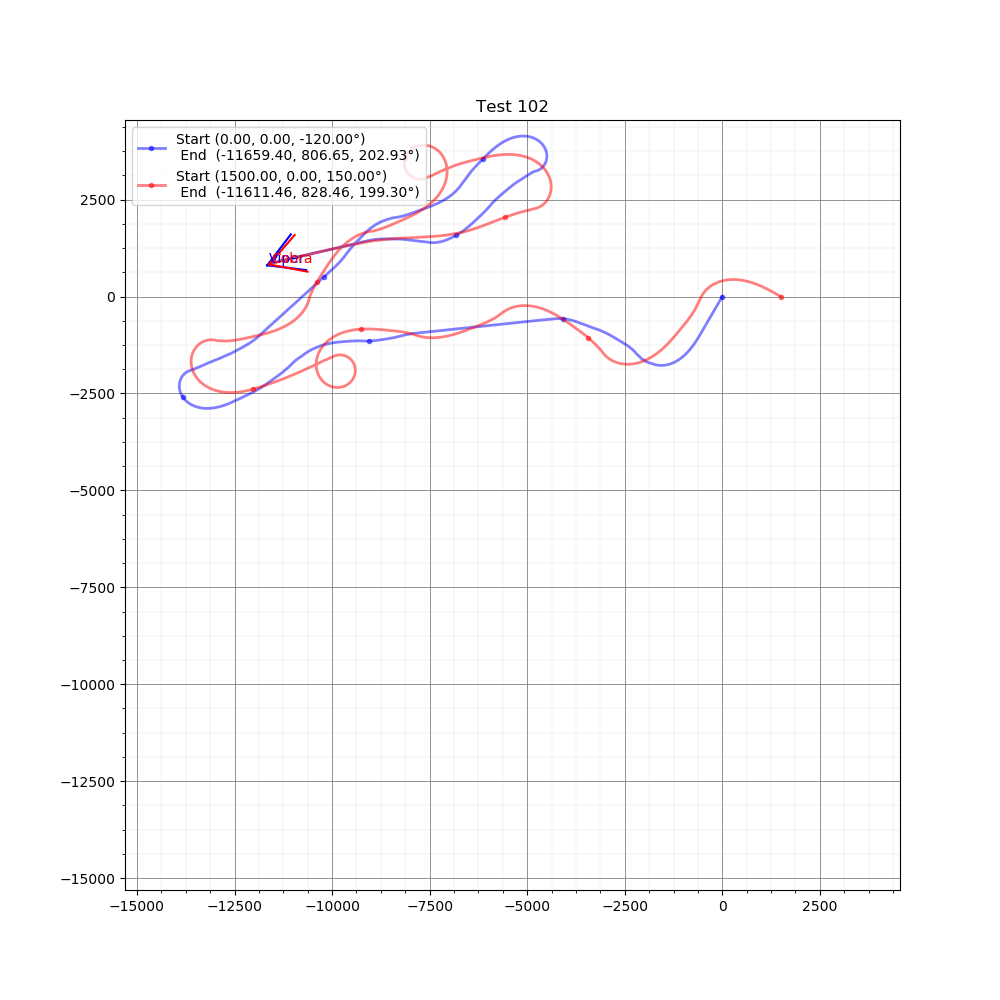 Test 102
Start (0.00, 0.00, -120.00°)
End (-11659.40, 806.65, 202.93°)
Start (1500.00, 0.00, 150.00°)
End (-11611.46, 828.46, 199.30°)
2500
0
−2500
−5000
−7500
−10000
−12500
−15000
−15000 −12500 −10000 −7500 −5000 −2500 0 2500